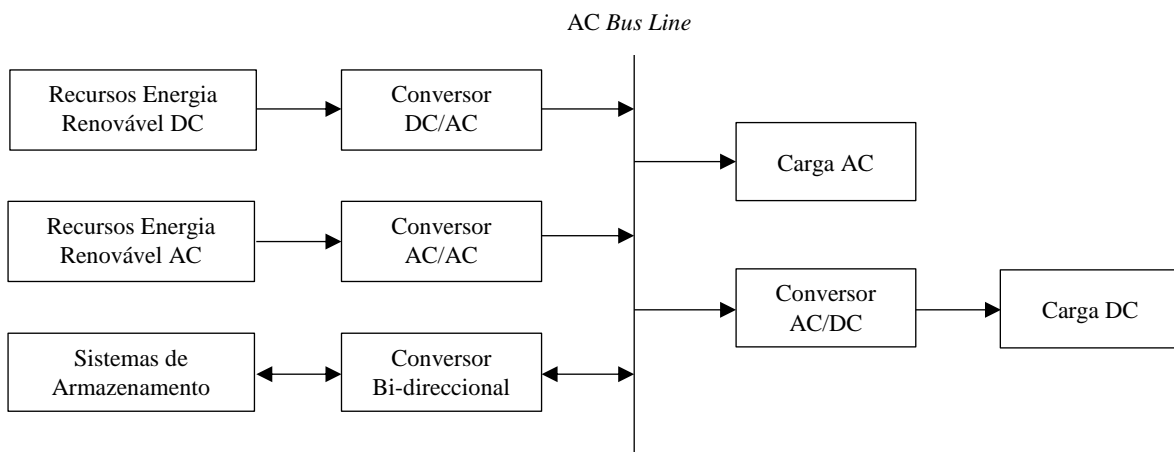 AC Bus Line
Recursos Energia
Renovável DC
Conversor
DC/AC
Carga AC
Recursos Energia
Renovável AC
Conversor
AC/AC
Conversor
AC/DC
Carga DC
Sistemas de
Armazenamento
Conversor
Bi-direccional